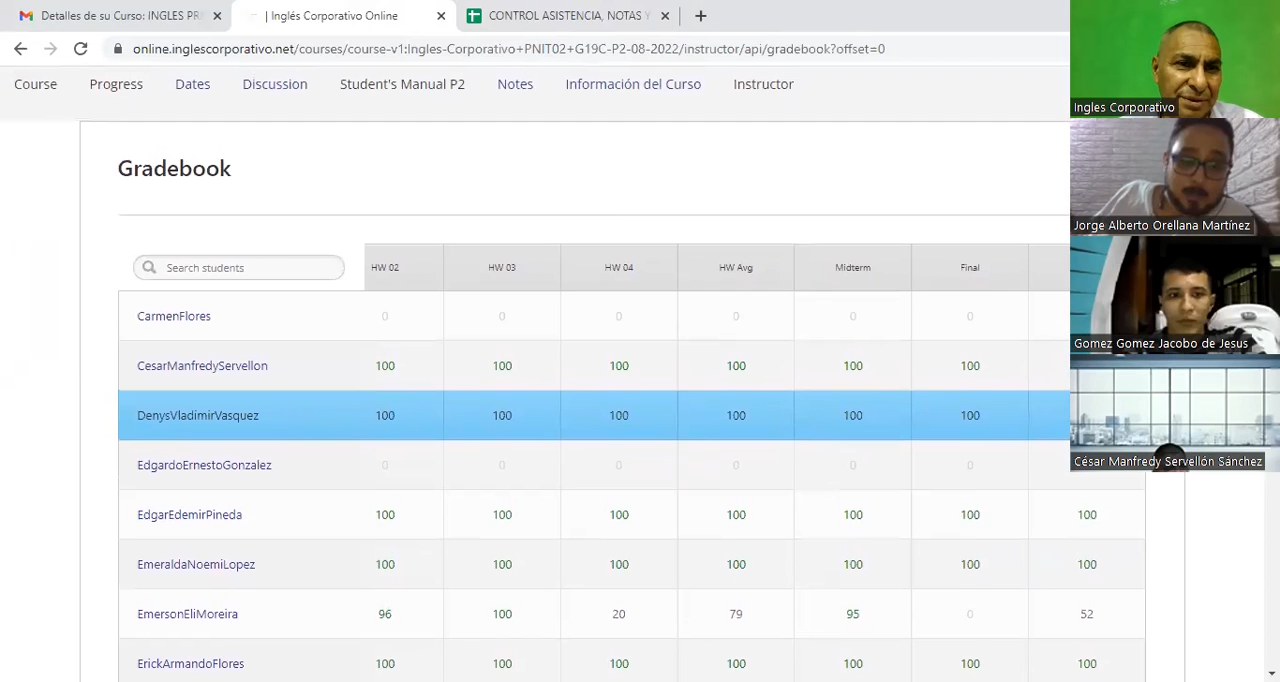 Detalles de su Curso: INGLES PRE
| Inglés Corporativo Online
CONTROL ASISTENCIA, NOTAS Y
online.inglescorporativo.net/courses/course-v1:Ingles-Corporativo+PNIT02+G19C-P2-08-2022/instructor/api/gradebook?offset=0
Course Progress Dates Discussion Student's Manual P2 Notes Información del Curso Instructor
Gradebook
Search students HW 02 HW 03 HW 04 HW Avg Midterm Final
CarmenFlores 0 0 0 0 0 0
CesarManfredyServellon 100 100 100 100 100 100
DenysVladimirVasquez 100 100 100 100 100 100
EdgardoErnestoGonzalez 0 0 0 0 0 0
EdgarEdemirPineda 100 100 100 100 100 100 100
EmeraldaNoemiLopez 100 100 100 100 100 100 100
EmersonEliMoreira 96 100 20 79 95 0 52
ErickArmandoFlores 100 100 100 100 100 100 100
Ingles Corporativo
Jorge Alberto Orellana Martínez
Gomez Gomez Jacobo de Jesus
César Manfredy Servellón Sánchez